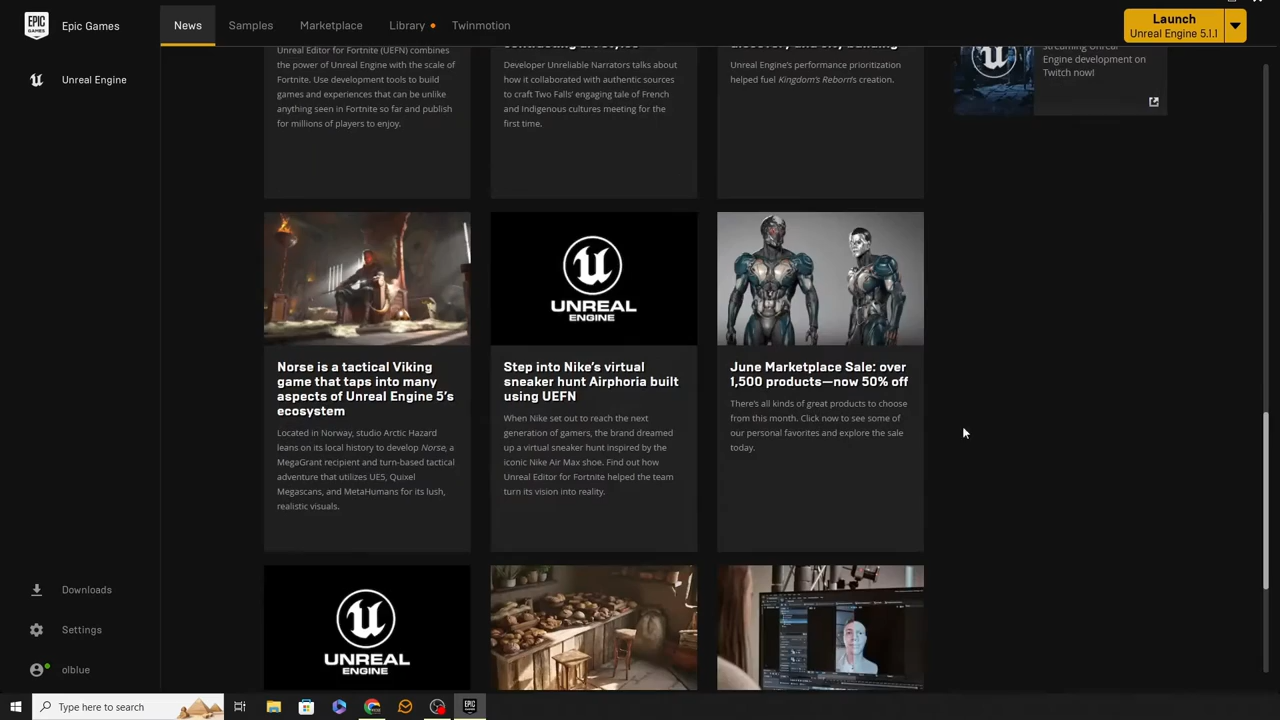 EPIC
GAMES
Epic Games
News
Samples
Marketplace
Library
Twinmotion
Launch
Unreal Engine 5.1.1
Unreal Engine
Unreal Editor for Fortnite (UEFN) combines
the power of Unreal Engine with the scale of
Fortnite. Use development tools to build
games and experiences that can be unlike
anything seen in Fortnite so far and publish
for millions of players to enjoy.
contrasting art styles
Developer Unreliable Narrators talks about
how it collaborated with authentic sources
to craft Two Falls' engaging tale of French
and Indigenous cultures meeting for the
first time.
discovery, and city building
Unreal Engine's performance prioritization
helped fuel Kingdom's Reborn's creation.
streaming Unreal
Engine development on
Twitch now!
Norse is a tactical Viking
game that taps into many
aspects of Unreal Engine 5's
ecosystem
Located in Norway, studio Arctic Hazard
leans on its local history to develop Norse, a
MegaGrant recipient and turn-based tactical
adventure that utilizes UE5, Quixel
Megascans, and MetaHumans for its lush,
realistic visuals.
UNREAL
ENGINE
Step into Nike's virtual
sneaker hunt Airphoria built
using UEFN
When Nike set out to reach the next
generation of gamers, the brand dreamed
up a virtual sneaker hunt inspired by the
iconic Nike Air Max shoe. Find out how
Unreal Editor for Fortnite helped the team
turn its vision into reality.
June Marketplace Sale: over
1,500 products—now 50% off
There's all kinds of great products to choose
from this month. Click now to see some of
our personal favorites and explore the sale
today.
UNREAL
ENGINE
Downloads
Settings
olblue
Type here to search